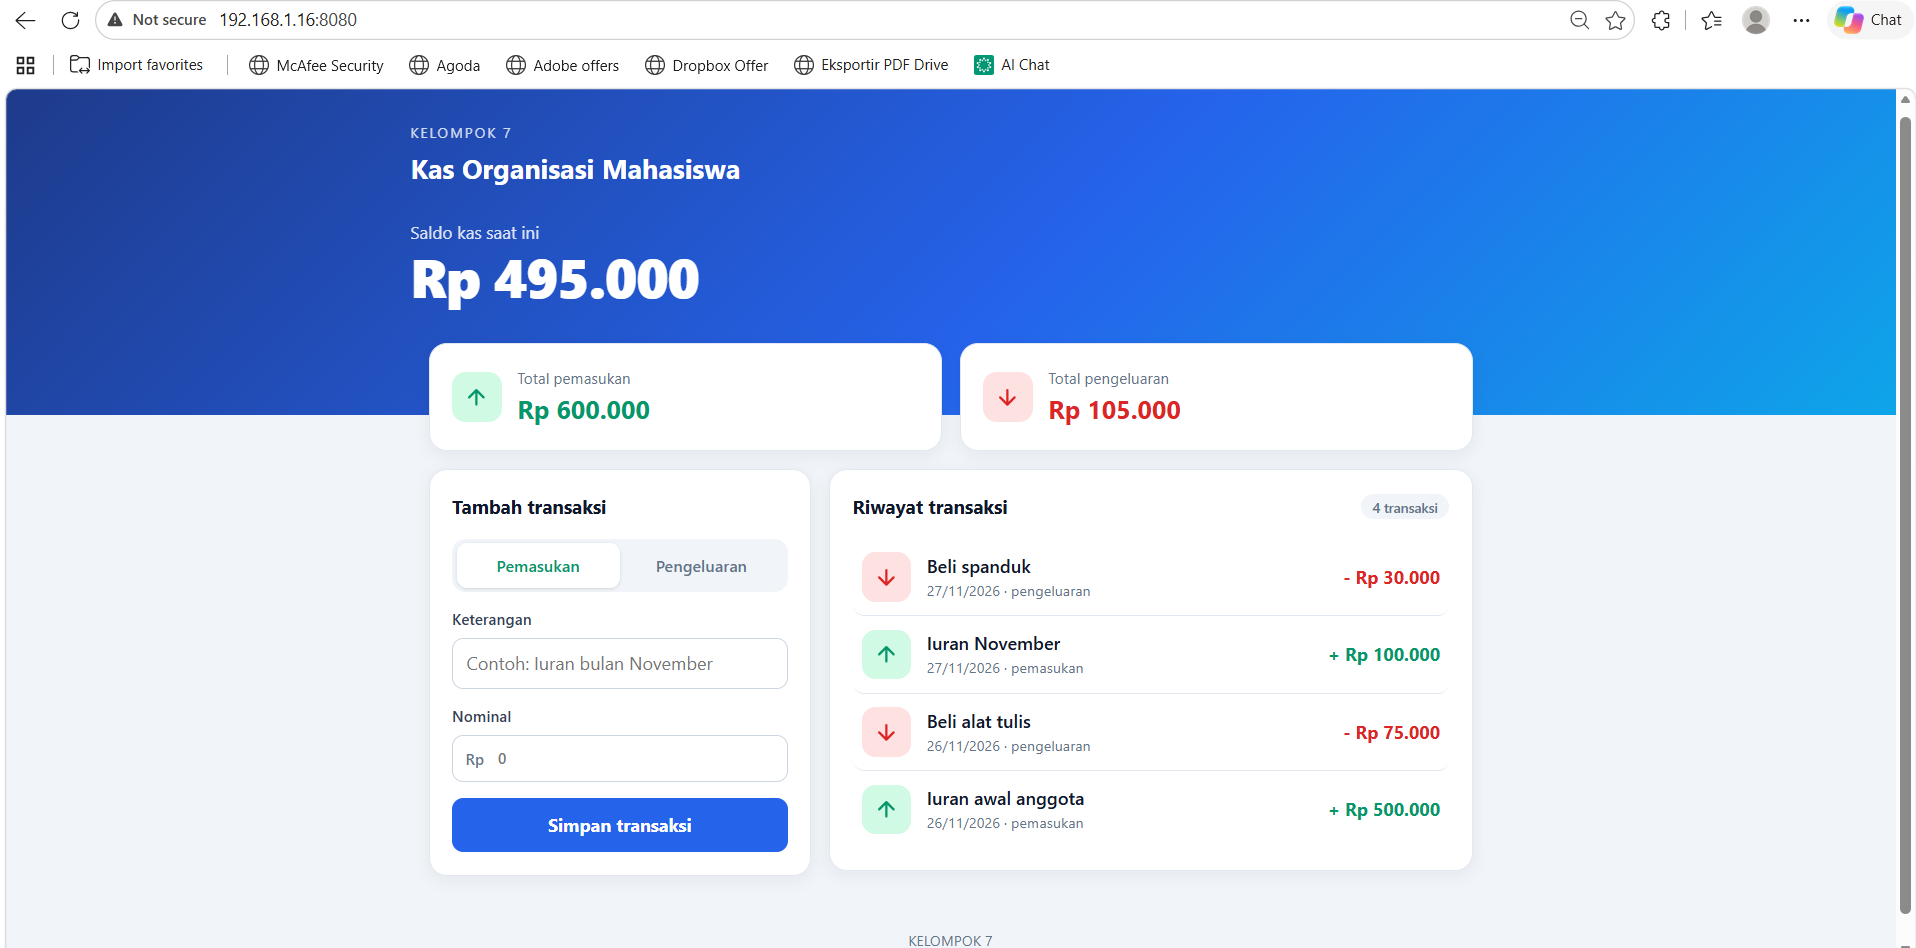 Not secure 192.168.1.16:8080
Chat
Import favorites
McAfee Security
Agoda
Adobe offers
Dropbox Offer
Eksportir PDF Drive
AI Chat
KELOMPOK 7
Kas Organisasi Mahasiswa
Saldo kas saat ini
Rp 495.000
Total pemasukan
Rp 600.000
Total pengeluaran
Rp 105.000
Tambah transaksi
Pemasukan
Pengeluaran
Keterangan
Contoh: Iuran bulan November
Nominal
Rp 0
Simpan transaksi
Riwayat transaksi
4 transaksi
Beli spanduk
27/11/2026 · pengeluaran
- Rp 30.000
Iuran November
27/11/2026 · pemasukan
+ Rp 100.000
Beli alat tulis
26/11/2026 · pengeluaran
- Rp 75.000
Iuran awal anggota
26/11/2026 · pemasukan
+ Rp 500.000
KELOMPOK 7